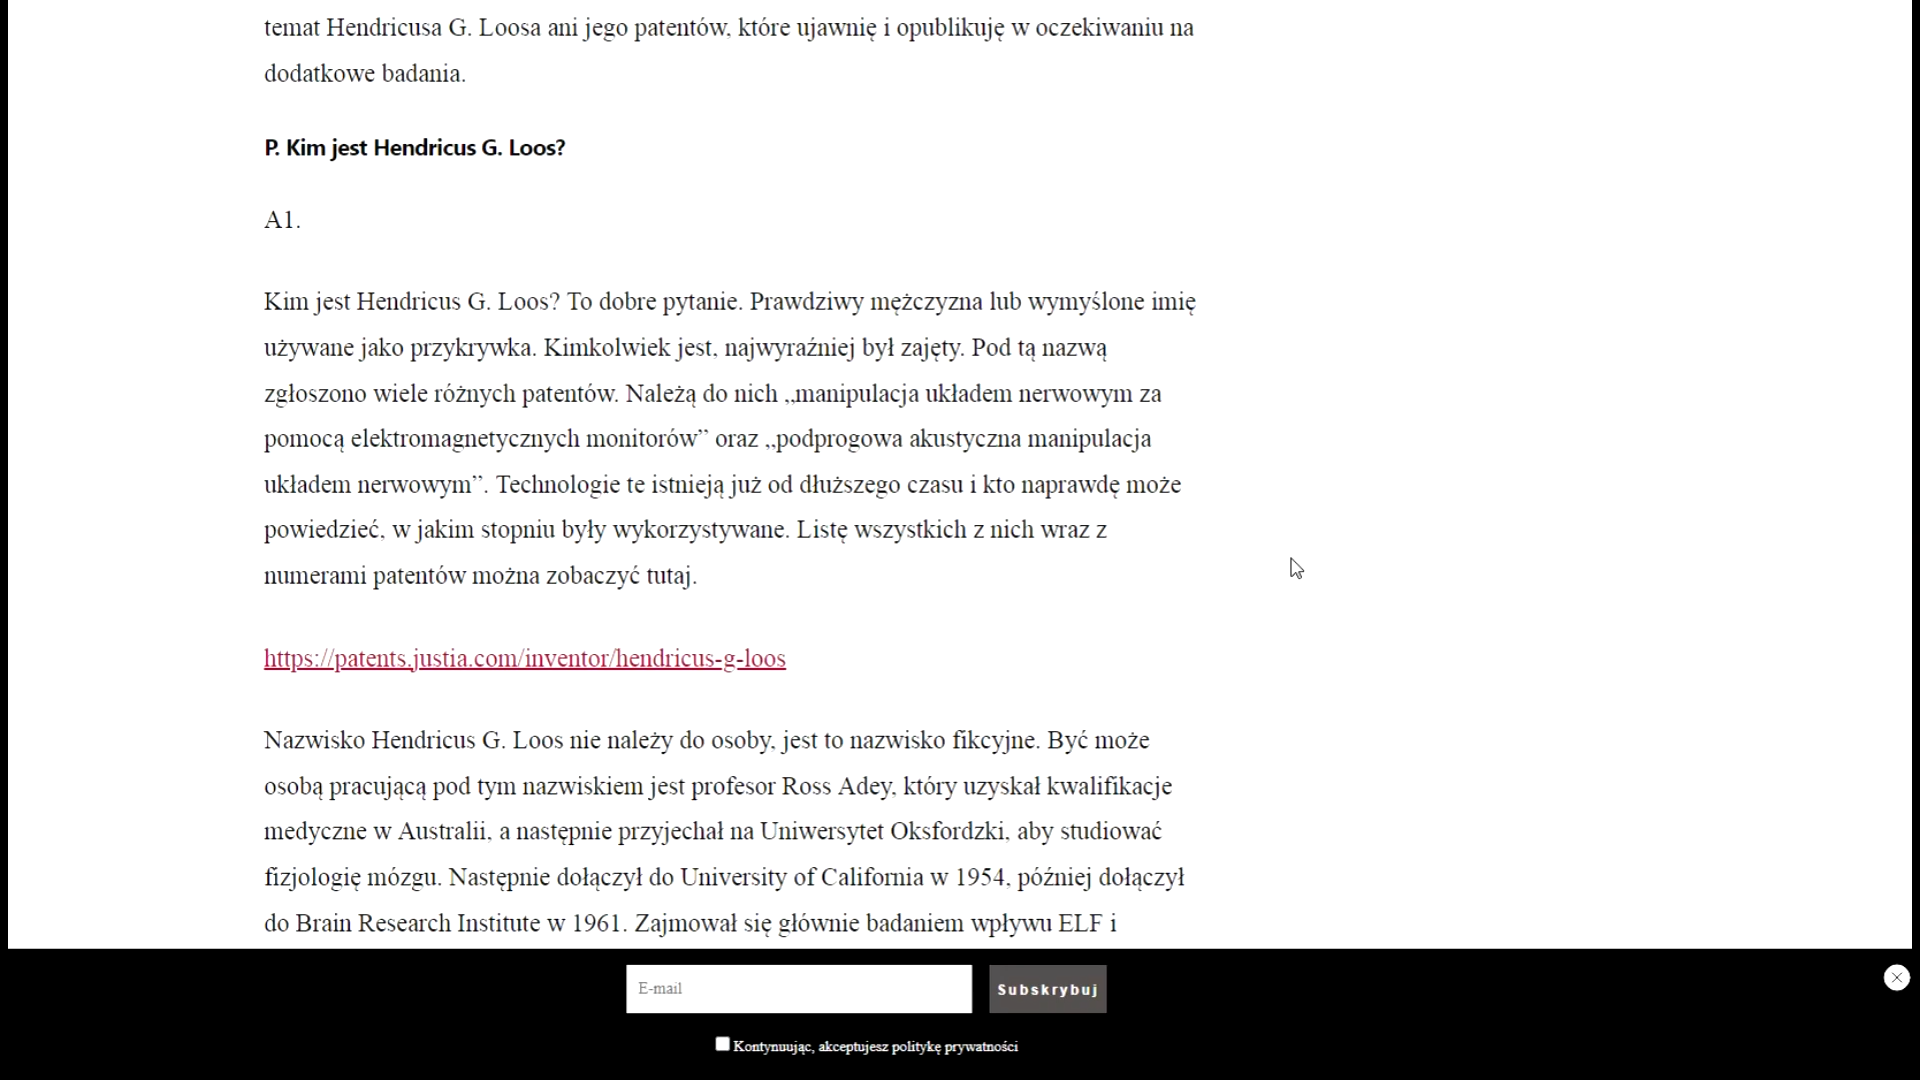 temat Hendricusa G. Loosa ani jego patentów, które ujawnię i opublikuję w oczekiwaniu na
dodatkowe badania.
P. Kim jest Hendricus G. Loos?
A1.
Kim jest Hendricus G. Loos? To dobre pytanie. Prawdziwy mężczyzna lub wymyślone imię
używane jako przykrywka. Kimkolwiek jest, najwyraźniej był zajęty. Pod tą nazwą
zgłoszono wiele różnych patentów. Należą do nich „manipulacja układem nerwowym za
pomocą elektromagnetycznych monitorów” oraz „podprogowa akustyczna manipulacja
układem nerwowym”. Technologie te istnieją już od dłuższego czasu i kto naprawdę może
powiedzieć, w jakim stopniu były wykorzystywane. Listę wszystkich z nich wraz z
numerami patentów można zobaczyć tutaj.
https://patents.justia.com/inventor/hendricus-g-loos
Nazwisko Hendricus G. Loos nie należy do osoby, jest to nazwisko fikcyjne. Być może
osobą pracującą pod tym nazwiskiem jest profesor Ross Adey, który uzyskał kwalifikacje
medyczne w Australii, a następnie przyjechał na Uniwersytet Oksfordzki, aby studiować
fizjologię mózgu. Następnie dołączył do University of California w 1954, później dołączył
do Brain Research Institute w 1961. Zajmował się głównie badaniem wpływu ELF i
E-mail
Subskrybuj
Kontynuując, akceptujesz politykę prywatności